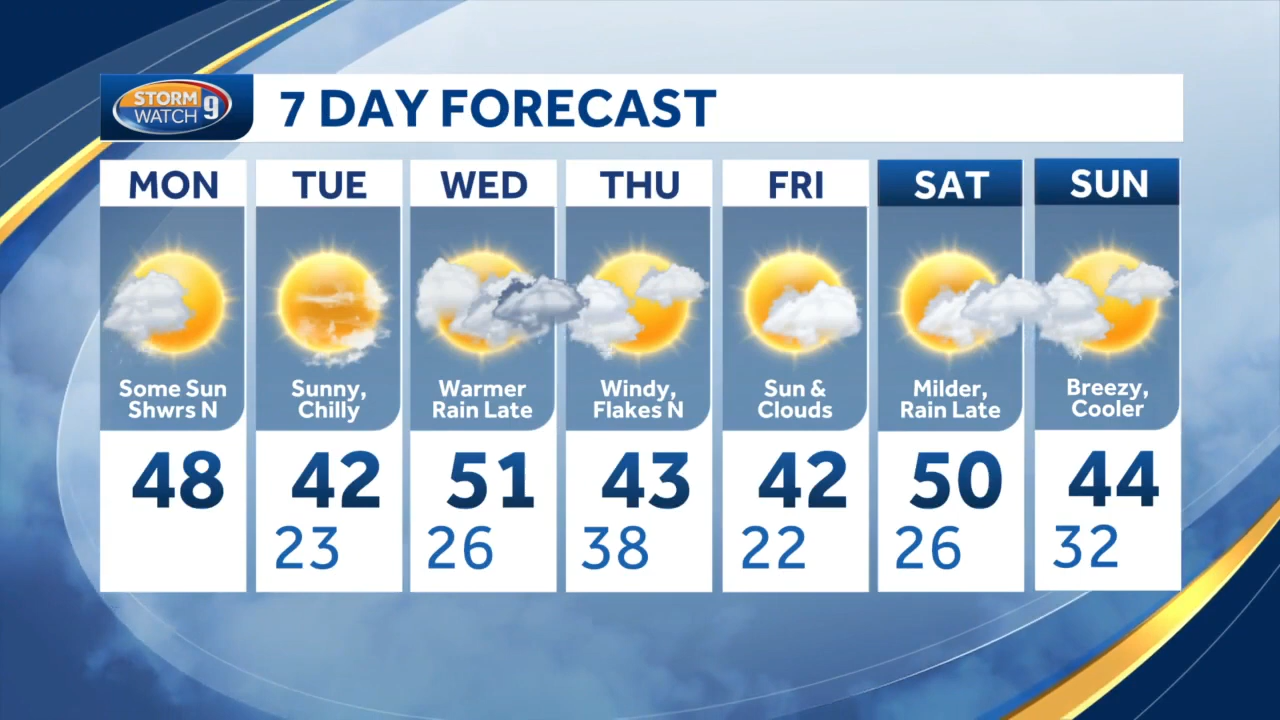 STORM
WATCH 9
7 DAY FORECAST
MON
TUE
WED
THU
FRI
SAT
SUN
Some Sun
Shwrs N
Sunny,
Chilly
Warmer
Rain Late
Windy,
Flakes N
Sun &
Clouds
Milder,
Rain Late
Breezy,
Cooler
48
42
51
43
42
50
44
23
26
38
22
26
32